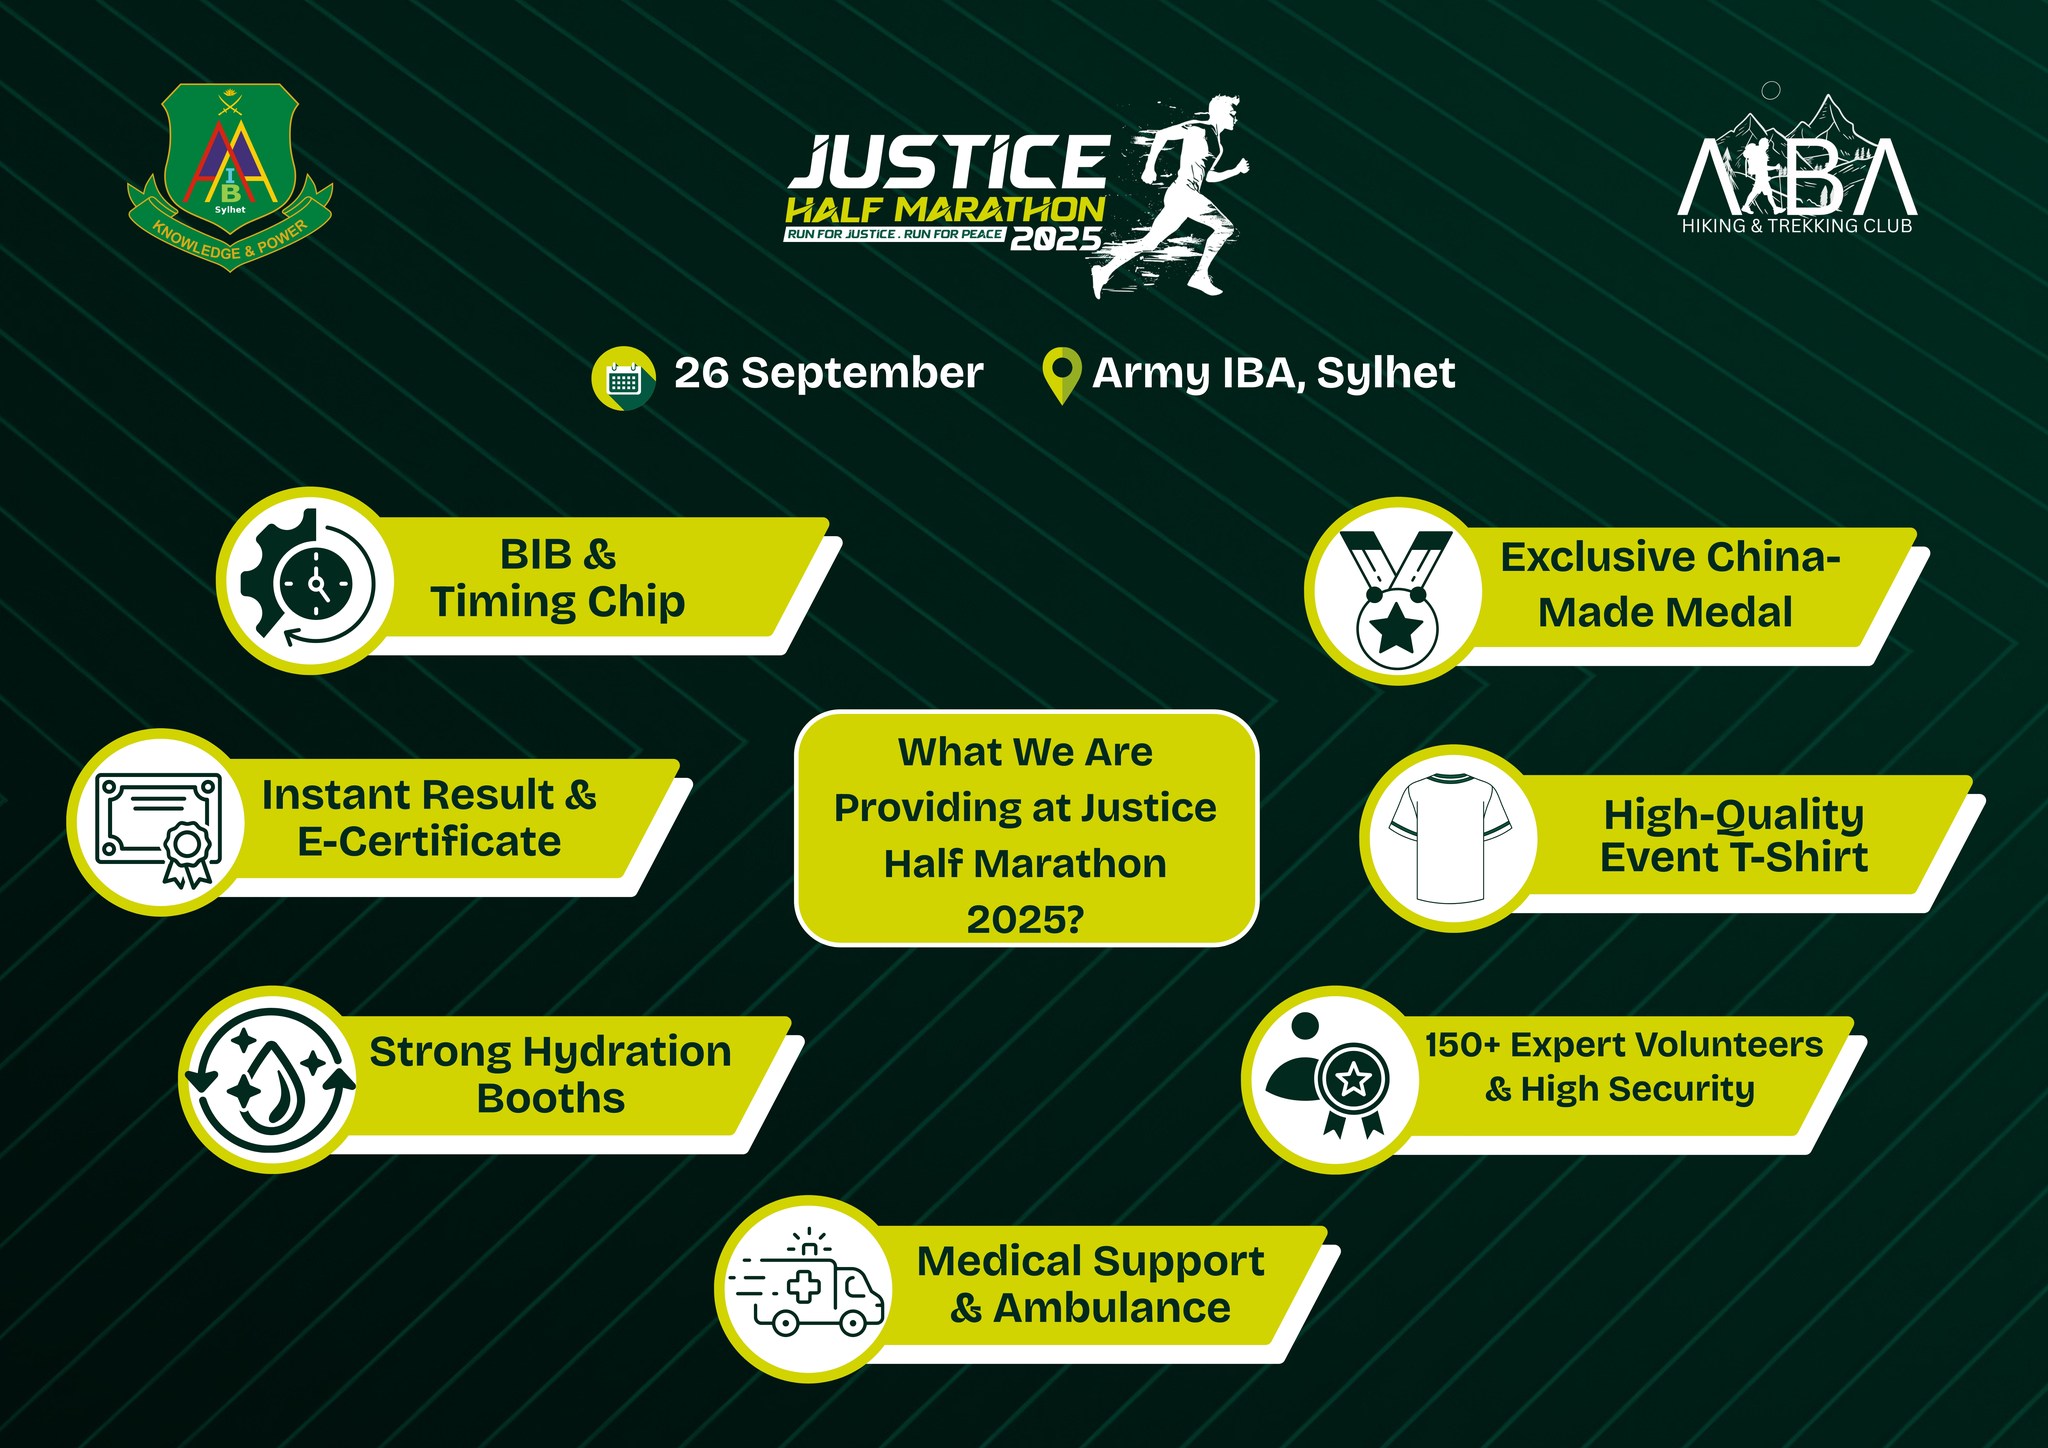 AIBA
Sylhet
KNOWLEDGE & POWER
JUSTICE
HALF MARATHON
RUN FOR JUSTICE . RUN FOR PEACE 2025
AIBA
HIKING & TREKKING CLUB
26 September
Army IBA, Sylhet
BIB &
Timing Chip
Exclusive China-
Made Medal
Instant Result &
E-Certificate
What We Are
Providing at Justice
Half Marathon
2025?
High-Quality
Event T-Shirt
Strong Hydration
Booths
150+ Expert Volunteers
& High Security
Medical Support
& Ambulance